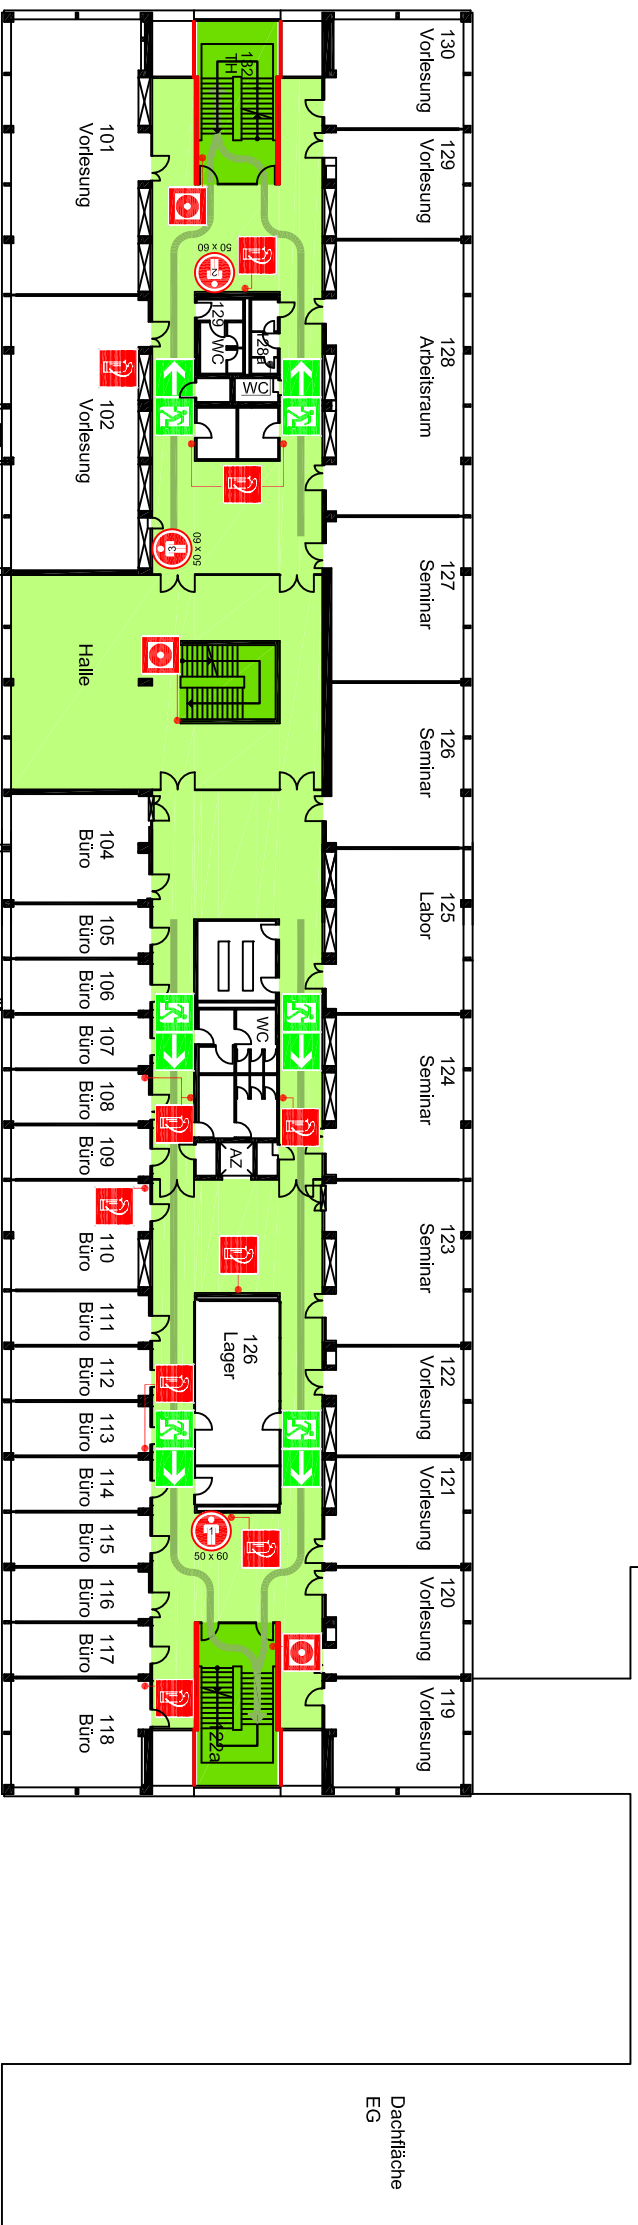 130
Vorlesung
129
Vorlesung
128
Arbeitsraum
127
Seminar
126
Seminar
125
Labor
124
Seminar
123
Seminar
122
Vorlesung
121
Vorlesung
120
Vorlesung
119
Vorlesung
132
TH
2
50 x 60
129
WC
128a
WC
3
50 x 60
WC
AZ
126
Lager
1
50 x 60
122a
101
Vorlesung
102
Vorlesung
Halle
104
Büro
105
Büro
106
Büro
107
Büro
108
Büro
109
Büro
110
Büro
111
Büro
112
Büro
113
Büro
114
Büro
115
Büro
116
Büro
117
Büro
118
Büro
Dachfläche
EG